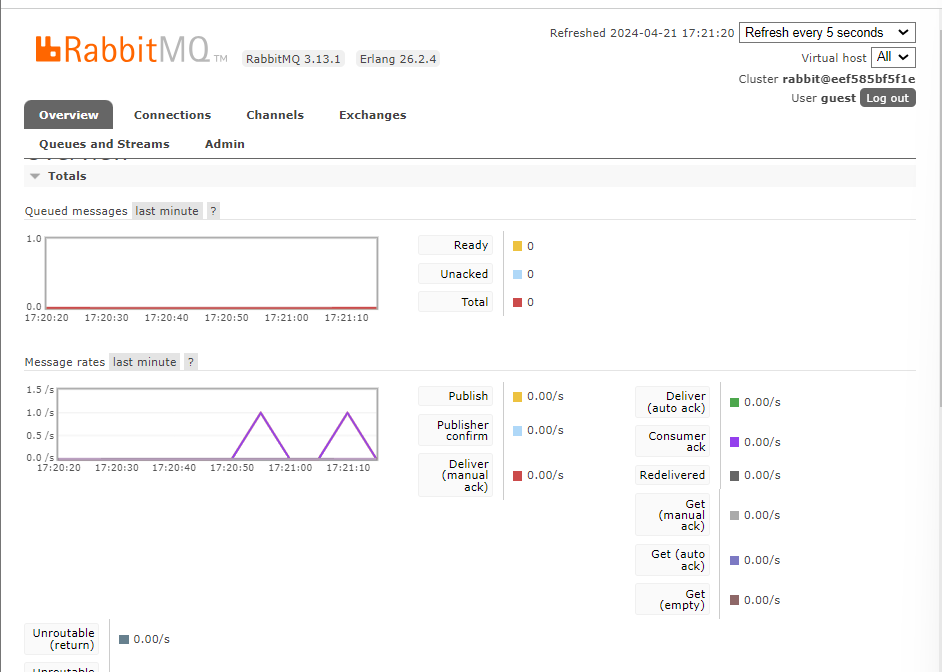 RabbitMQ TM
RabbitMQ 3.13.1 Erlang 26.2.4
Refreshed 2024-04-21 17:21:20 Refresh every 5 seconds
Virtual host All
Cluster rabbit@eef585bf5f1e
User guest Log out
Overview Connections Channels Exchanges
Queues and Streams Admin
Overview
Totals
Queued messages last minute ?
1.0
0.0
17:20:20 17:20:30 17:20:40 17:20:50 17:21:00 17:21:10
Ready 0
Unacked 0
Total 0
Message rates last minute ?
1.5 /s
1.0 /s
0.5 /s
0.0 /s
17:20:20 17:20:30 17:20:40 17:20:50 17:21:00 17:21:10
Publish 0.00/s
Publisher
confirm 0.00/s
Deliver
(manual
ack) 0.00/s
Deliver
(auto ack) 0.00/s
Consumer
ack 0.00/s
Redelivered 0.00/s
Get
(manual
ack) 0.00/s
Get (auto
ack) 0.00/s
Get
(empty) 0.00/s
Unroutable
(return) 0.00/s
Unroutable